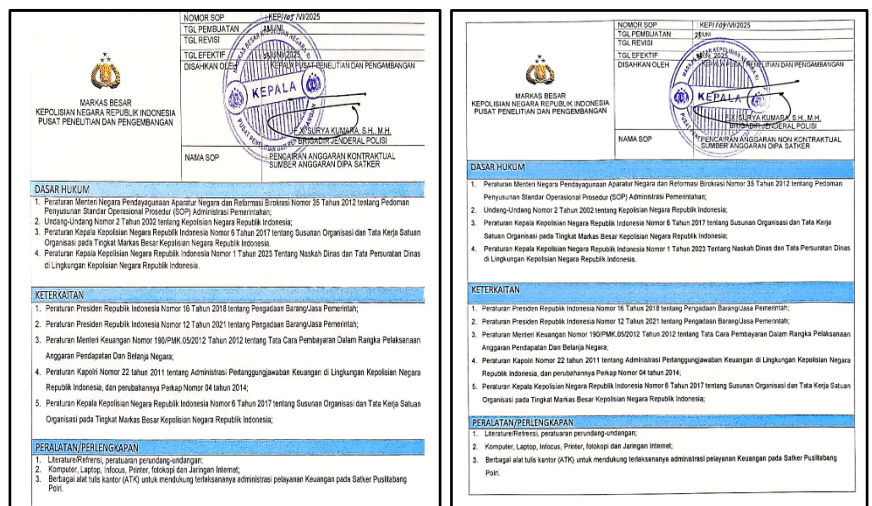 NOMOR SOP : KEP/105/VI/2025
TGL PEMBUATAN JUNI
TGL REVISI
TGL EFEKTIF JUNI 2025
DISAHKAN OLEH KEPALA PUSAT PENELITIAN DAN PENGAMBANGAN
KEPALA
MARKAS BESAR
KEPOLISIAN NEGARA REPUBLIK INDONESIA
PUSAT PENELITIAN DAN PENGEMBANGAN
F.X. SURYA KUMARA, S.H., M.H.
BRIGADIR JENDERAL POLISI
NAMA SOP PENCAIRAN ANGGARAN KONTRAKTUAL
SUMBER ANGGARAN DIPA SATKER
DASAR HUKUM
1. Peraturan Menteri Negara Pendayagunaan Aparatur Negara dan Reformasi Birokrasi Nomor 35 Tahun 2012 tentang Pedoman
Penyusunan Standar Operasional Prosedur (SOP) Administrasi Pemerintahan;
2. Undang-Undang Nomor 2 Tahun 2002 tentang Kepolisian Negara Republik Indonesia;
3. Peraturan Kepala Kepolisian Negara Republik Indonesia Nomor 6 Tahun 2017 tentang Susunan Organisasi dan Tata Kerja Satuan
Organisasi pada Tingkat Markas Besar Kepolisian Negara Republik Indonesia.
4. Peraturan Kepala Kepolisian Negara Republik Indonesia Nomor 1 Tahun 2023 Tentang Naskah Dinas dan Tata Persuratan Dinas
di Lingkungan Kepolisian Negara Republik Indonesia.
KETERKAITAN
1. Peraturan Presiden Republik Indonesia Nomor 16 Tahun 2018 tentang Pengadaan Barang/Jasa Pemerintah;
2. Peraturan Presiden Republik Indonesia Nomor 12 Tahun 2021 tentang Pengadaan Barang/Jasa Pemerintah;
3. Peraturan Menteri Keuangan Nomor 190/PMK.05/2012 Tahun 2012 tentang Tata Cara Pembayaran Dalam Rangka Pelaksanaan
Anggaran Pendapatan Dan Belanja Negara;
4. Peraturan Kapolri Nomor 22 tahun 2011 tentang Administrasi Pertanggungjawaban Keuangan di Lingkungan Kepolisian Negara
Republik Indonesia, dan perubahannya Perkap Nomor 04 tahun 2014;
5. Peraturan Kepala Kepolisian Negara Republik Indonesia Nomor 6 Tahun 2017 tentang Susunan Organisasi dan Tata Kerja Satuan
Organisasi pada Tingkat Markas Besar Kepolisian Negara Republik Indonesia;
PERALATAN/PERLENGKAPAN
1. Literature/Refrensi, peratuaran perundang-undangan;
2. Komputer, Laptop, Infocus, Printer, fotokopi dan Jaringan Internet;
3. Berbagai alat tulis kantor (ATK) untuk mendukung terlaksananya administrasi pelayanan Keuangan pada Satker Puslitabang
Polri.
NOMOR SOP : KEP/109/VI/2025
TGL PEMBUATAN JUNI
TGL REVISI
TGL EFEKTIF 2025
DISAHKAN OLEH KEPALA PUSAT PENELITIAN DAN PENGAMBANGAN
KEPALA
MARKAS BESAR
KEPOLISIAN NEGARA REPUBLIK INDONESIA
PUSAT PENELITIAN DAN PENGEMBANGAN
F.X. SURYA KUMARA, S.H., M.H.
BRIGADIR JENDERAL POLISI
NAMA SOP PENCAIRAN ANGGARAN NON KONTRAKTUAL
SUMBER ANGGARAN DIPA SATKER
DASAR HUKUM
1. Peraturan Menteri Negara Pendayagunaan Aparatur Negara dan Reformasi Birokrasi Nomor 35 Tahun 2012 tentang Pedoman
Penyusunan Standar Operasional Prosedur (SOP) Administrasi Pemerintahan;
2. Undang-Undang Nomor 2 Tahun 2002 tentang Kepolisian Negara Republik Indonesia;
3. Peraturan Kepala Kepolisian Negara Republik Indonesia Nomor 6 Tahun 2017 tentang Susunan Organisasi dan Tata Kerja
Satuan Organisasi pada Tingkat Markas Besar Kepolisian Negara Republik Indonesia;
4. Peraturan Kepala Kepolisian Negara Republik Indonesia Nomor 1 Tahun 2023 Tentang Naskah Dinas dan Tata Persuratan Dinas
di Lingkungan Kepolisian Negara Republik Indonesia.
KETERKAITAN
1. Peraturan Presiden Republik Indonesia Nomor 16 Tahun 2018 tentang Pengadaan Barang/Jasa Pemerintah;
2. Peraturan Presiden Republik Indonesia Nomor 12 Tahun 2021 tentang Pengadaan Barang/Jasa Pemerintah;
3. Peraturan Menteri Keuangan Nomor 190/PMK.05/2012 Tahun 2012 tentang Tata Cara Pembayaran Dalam Rangka Pelaksanaan
Anggaran Pendapatan Dan Belanja Negara;
4. Peraturan Kapolri Nomor 22 tahun 2011 tentang Administrasi Pertanggungjawaban Keuangan di Lingkungan Kepolisian Negara
Republik Indonesia, dan perubahannya Perkap Nomor 04 tahun 2014;
5. Peraturan Kepala Kepolisian Negara Republik Indonesia Nomor 6 Tahun 2017 tentang Susunan Organisasi dan Tata Kerja Satuan
Organisasi pada Tingkat Markas Besar Kepolisian Negara Republik Indonesia;
PERALATAN/PERLENGKAPAN
1. Literature/Refrensi, peratuaran perundang-undangan;
2. Komputer, Laptop, Infocus, Printer, fotokopi dan Jaringan Internet;
3. Berbagai alat tulis kantor (ATK) untuk mendukung terlaksananya administrasi pelayanan Keuangan pada Satker Puslitabang
Polri.